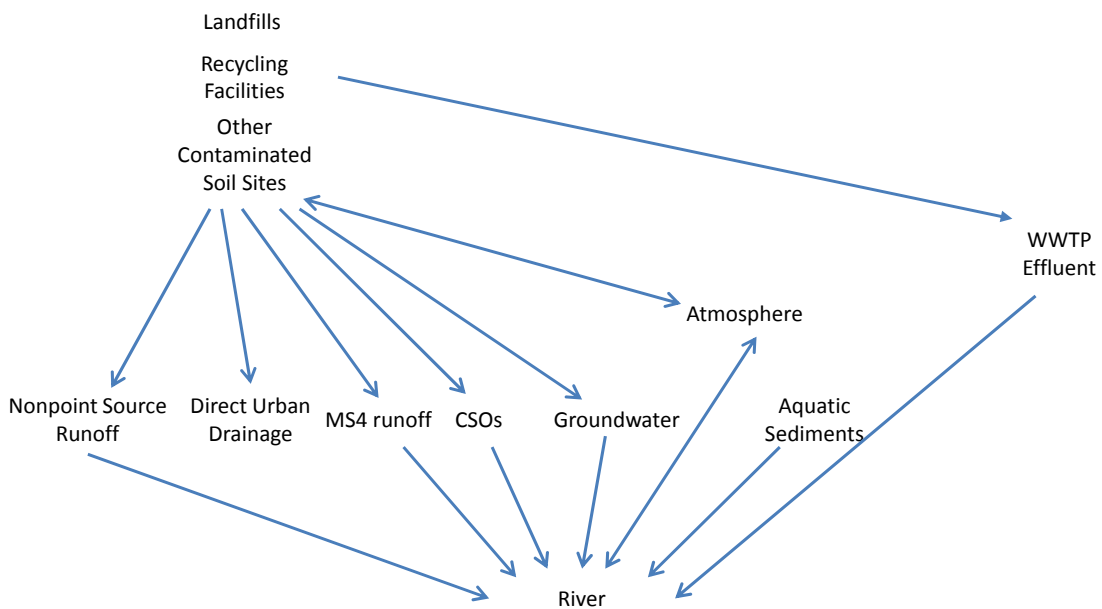 Landfills
Recycling
Facilities
Other
Contaminated
Soil Sites
WWTP
Effluent
Atmosphere
Nonpoint Source
Runoff
Direct Urban
Drainage
MS4 runoff
CSOs
Groundwater
Aquatic
Sediments
River